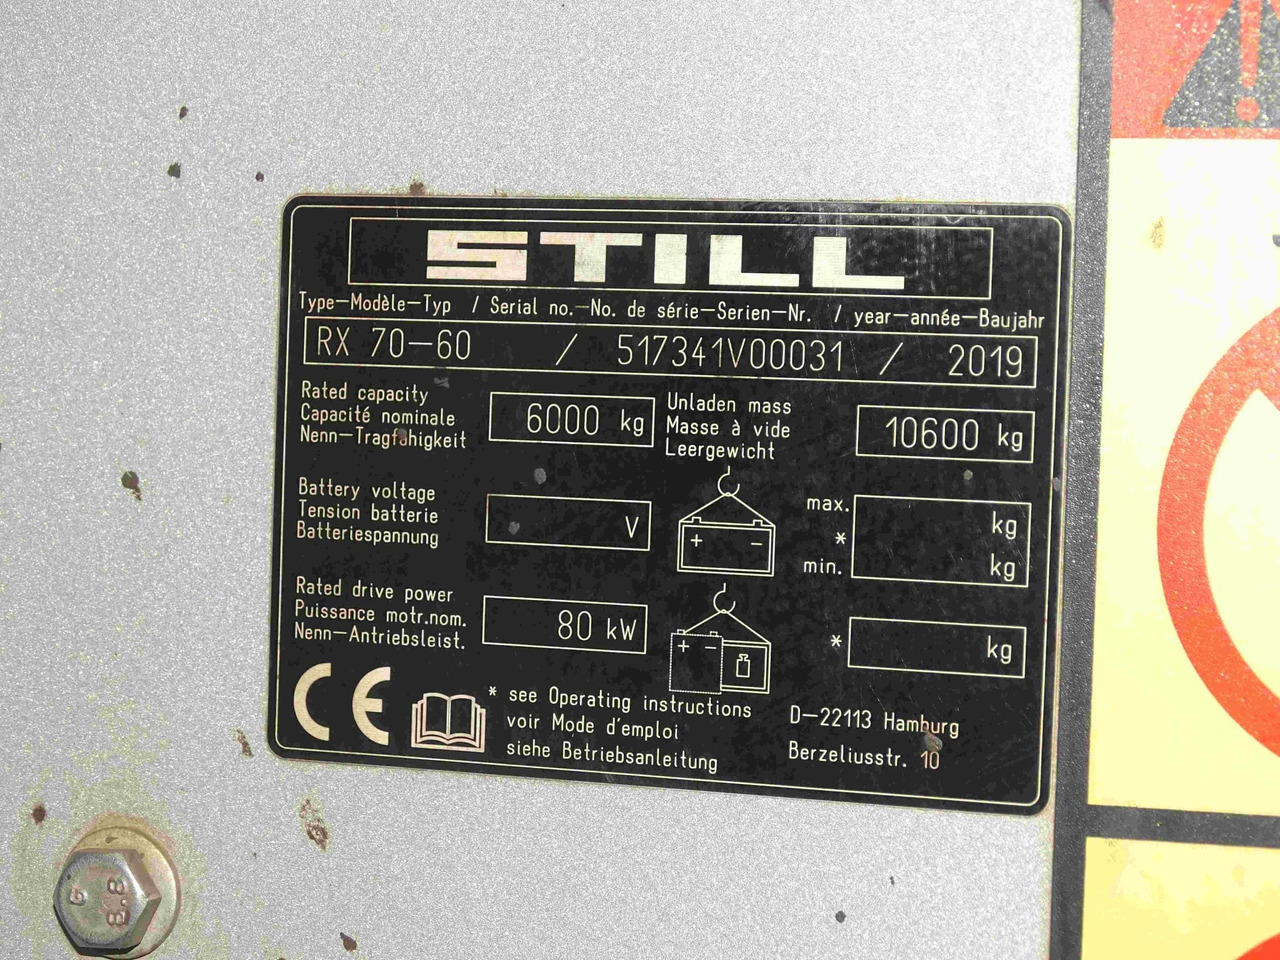 STILL
Type–Modèle–Typ / Serial no.–No. de série–Serien–Nr. / year–année–Baujahr
RX 70–60 / 517341V00031 / 2019
Rated capacity
Capacité nominale
Nenn–Tragfähigkeit
6000 kg
Unladen mass
Masse à vide
Leergewicht
10600 kg
Battery voltage
Tension batterie
Batteriespannung
V
+ –
max. kg
*
min. kg
Rated drive power
Puissance motr.nom.
Nenn–Antriebsleist.
80 kW
+ –
* kg
CE
* see Operating instructions
voir Mode d'emploi
siehe Betriebsanleitung
D–22113 Hamburg
Berzeliusstr. 10
G
8.8